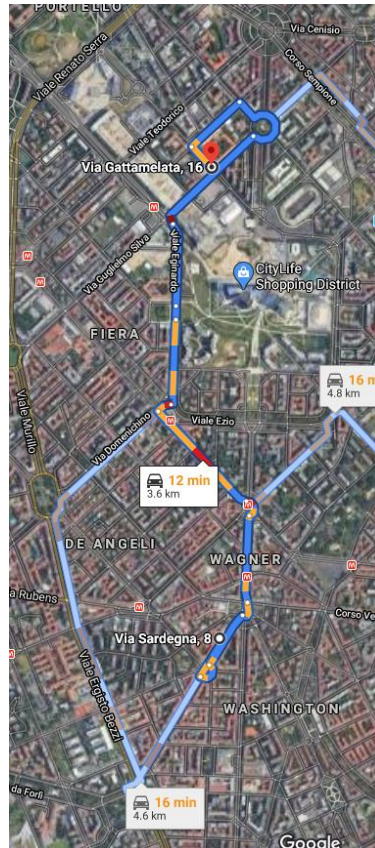 PORTELLO
Via Cenisio
Viale Renato Serra
Corso Sempione
Viale Teodorico
Via Gattamelata, 16
M
Viale Eginardo
Via Guglielmo Silva
M
M
CityLife
Shopping District
FIERA
16 m
4.8 km
Viale Murillo
Via Domenichino
Viale Ezio
M
12 min
3.6 km
M
DE ANGELI
WAGNER
M
M
a Rubens
M
Corso Ve
Via Sardegna, 8
M
Viale Ergisto Bezzi
WASHINGTON
da Forlì
16 min
4.6 km
Google